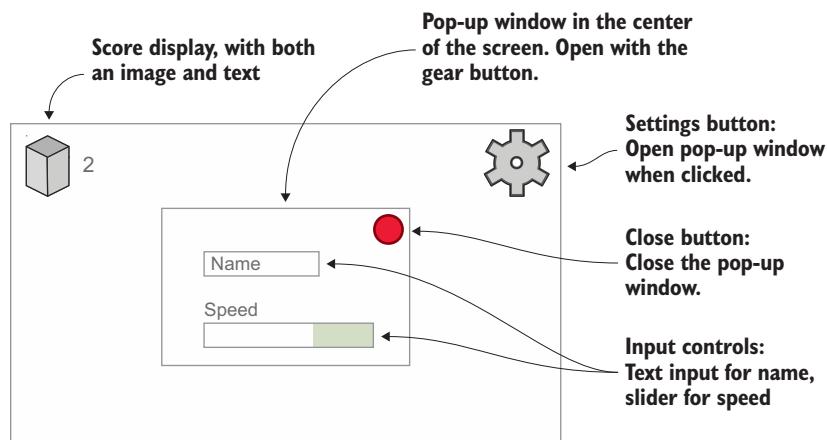 Score display, with both
an image and text
Pop-up window in the center
of the screen. Open with the
gear button.
2
Settings button:
Open pop-up window
when clicked.
Close button:
Close the pop-up
window.
Name
Speed
Input controls:
Text input for name,
slider for speed